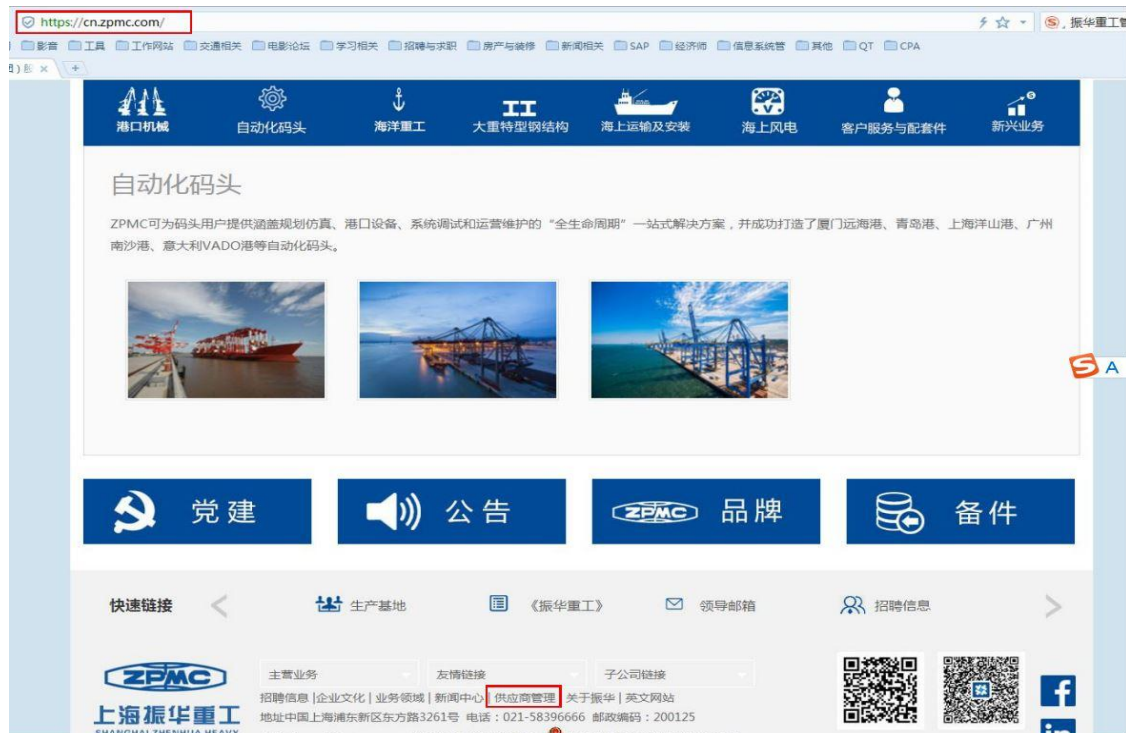 https://cn.zpmc.com/
振华重工
影音 工具 工作网站 交通相关 电影论坛 学习相关 招聘与求职 房产与装修 新闻相关 SAP 经济师 信息系统管 其他 QT CPA
港口机械 自动化码头 海洋重工 大重特型钢结构 海上运输及安装 海上风电 客户服务与配套件 新兴业务
自动化码头
ZPMC可为码头用户提供涵盖规划仿真、港口设备、系统调试和运营维护的“全生命周期”一站式解决方案，并成功打造了厦门远海港、青岛港、上海洋山港、广州
南沙港、意大利VADO港等自动化码头。
S A
党建 公告 ZPMC 品牌 备件
快速链接 生产基地 《振华重工》 领导邮箱 招聘信息
ZPMC 主营业务 友情链接 子公司链接
招聘信息 | 企业文化 | 业务领域 | 新闻中心 | 供应商管理 关于振华 | 英文网站
上海振华重工 地址中国上海浦东新区东方路3261号 电话：021-58396666 邮政编码：200125
SHANGHAI ZHENHUA HEAVY
f
in